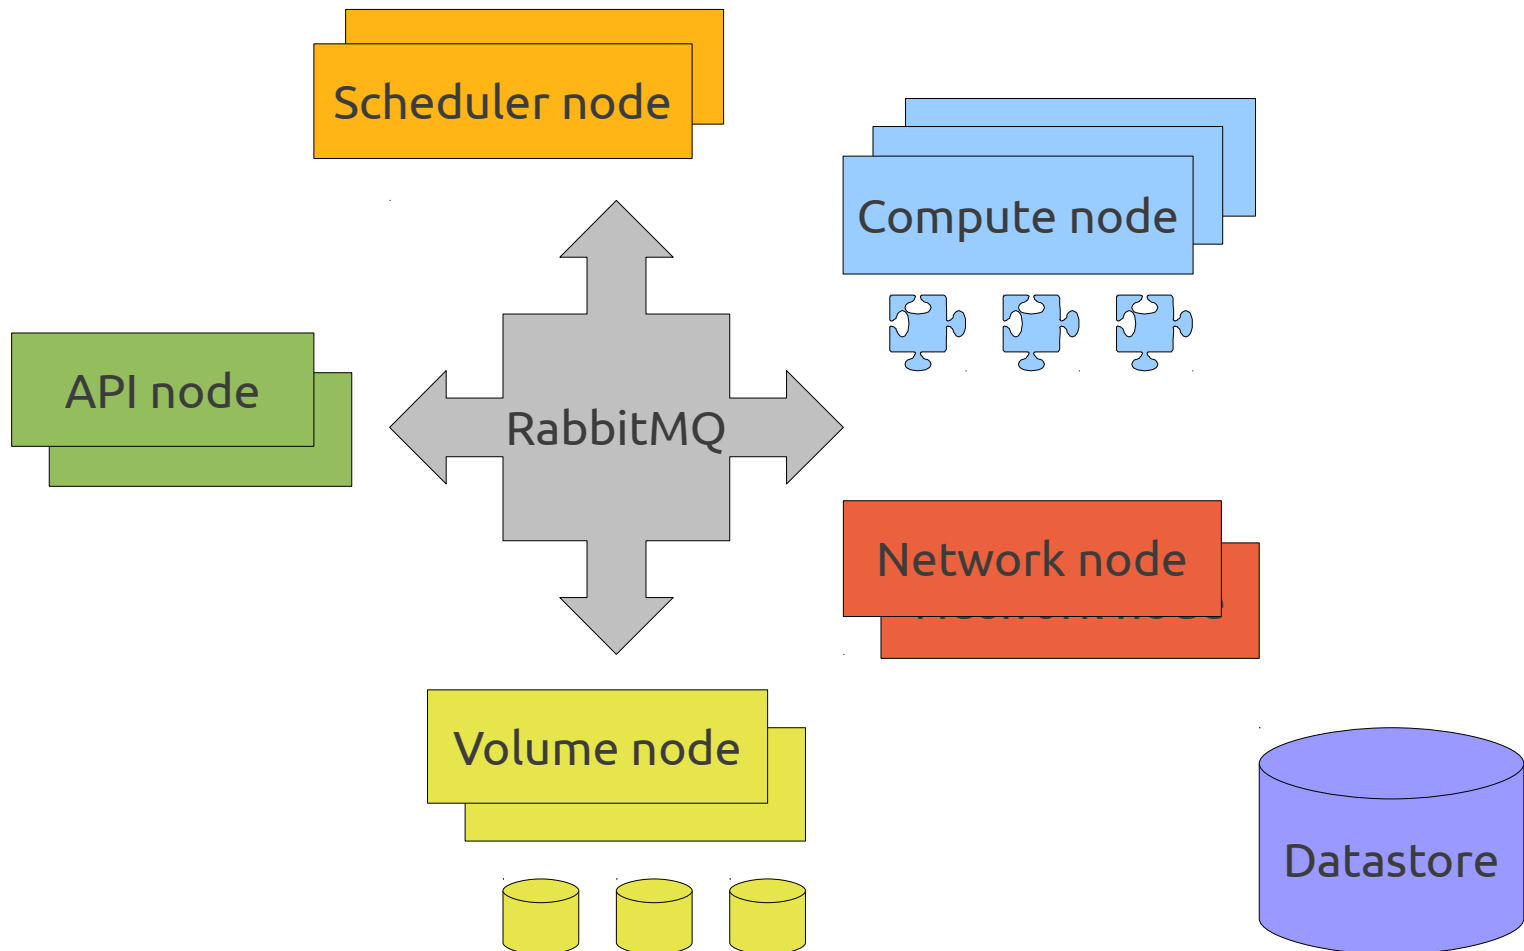 Scheduler node
Compute node
API node
RabbitMQ
Network node
Volume node
Datastore